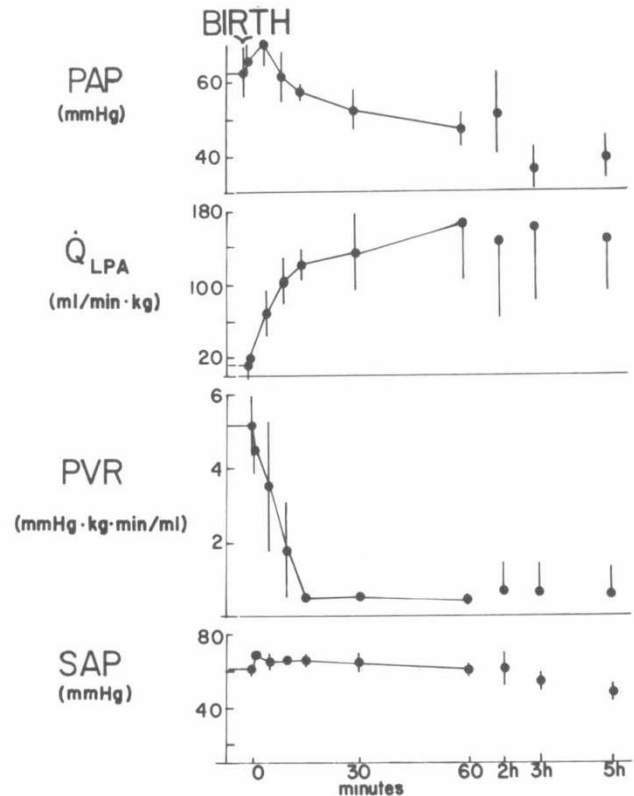 BIRTH
PAP
(mmHg)
60
40
Q̇ LPA
(ml/min·kg)
180
100
20
PVR
(mmHg·kg·min/ml)
6
4
2
SAP
(mmHg)
80
40
0 30 60 2h 3h 5h
minutes